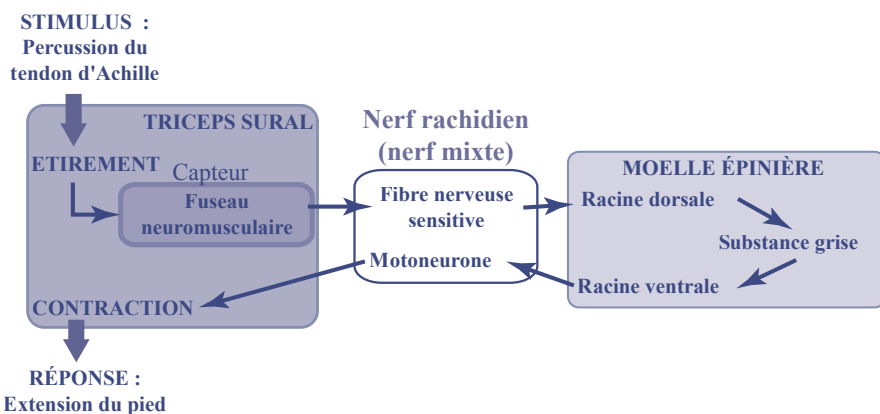 STIMULUS :
Percussion du
tendon d'Achille
TRICEPS SURAL
ETIREMENT
Capteur
Fuseau
neuromusculaire
CONTRACTION
RÉPONSE :
Extension du pied
Nerf rachidien
(nerf mixte)
Fibre nerveuse
sensitive
Motoneurone
MOELLE ÉPINIÈRE
Racine dorsale
Substance grise
Racine ventrale